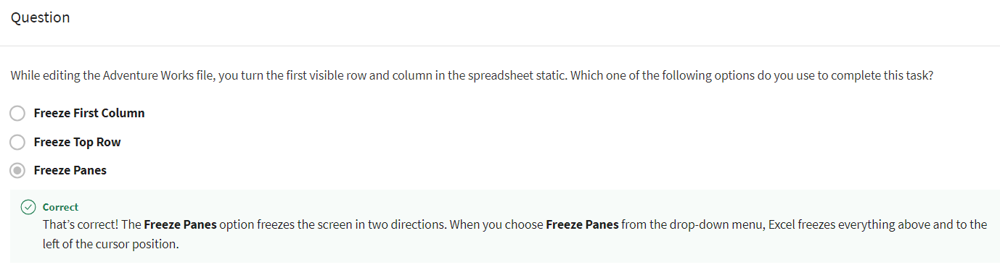 Question
While editing the Adventure Works file, you turn the first visible row and column in the spreadsheet static. Which one of the following options do you use to complete this task?
Freeze First Column
Freeze Top Row
Freeze Panes
Correct
That’s correct! The Freeze Panes option freezes the screen in two directions. When you choose Freeze Panes from the drop-down menu, Excel freezes everything above and to the
left of the cursor position.